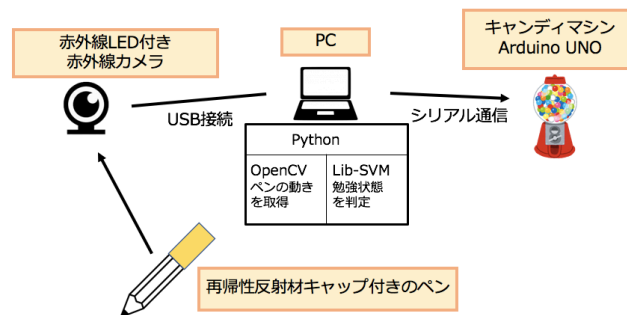 赤外線LED付き
赤外線カメラ
PC
キャンディマシン
Arduino UNO
USB接続
シリアル通信
Python
OpenCV
ペンの動き
を取得
Lib-SVM
勉強状態
を判定
再帰性反射材キャップ付きのペン